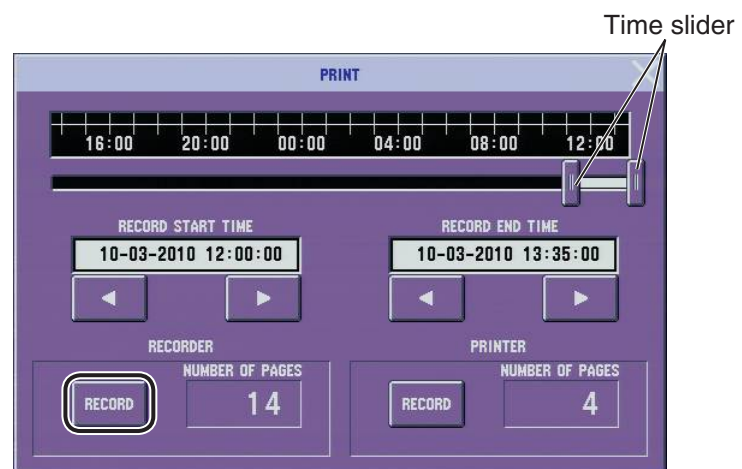 Time slider
PRINT
16:00 20:00 00:00 04:00 08:00 12:00
RECORD START TIME RECORD END TIME
10-03-2010 12:00:00 10-03-2010 13:35:00
RECORDER PRINTER
NUMBER OF PAGES NUMBER OF PAGES
RECORD 14 RECORD 4